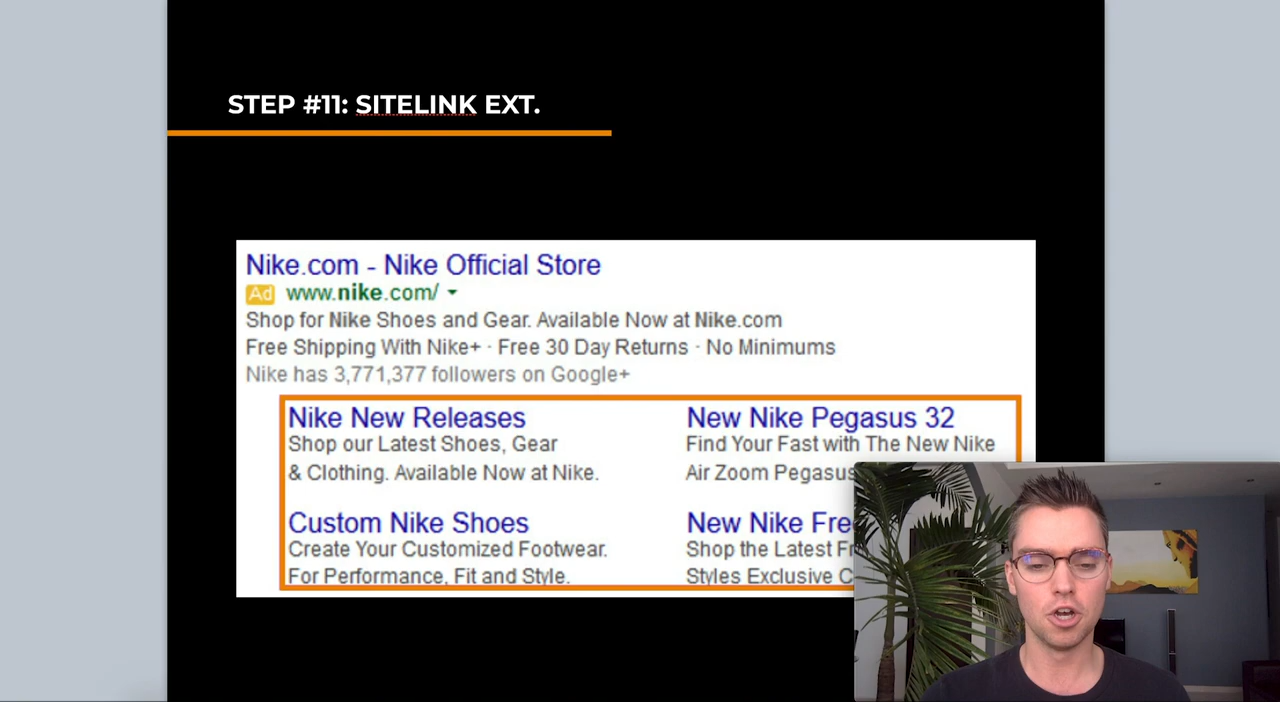 STEP #11: SITELINK EXT.
Nike.com - Nike Official Store
Ad www.nike.com/
Shop for Nike Shoes and Gear. Available Now at Nike.com
Free Shipping With Nike+ · Free 30 Day Returns · No Minimums
Nike has 3,771,377 followers on Google+
Nike New Releases
Shop our Latest Shoes, Gear
& Clothing. Available Now at Nike.
New Nike Pegasus 32
Find Your Fast with The New Nike
Air Zoom Pegasus
Custom Nike Shoes
Create Your Customized Footwear.
For Performance, Fit and Style.
New Nike
Shop the Latest
Styles Exclusive